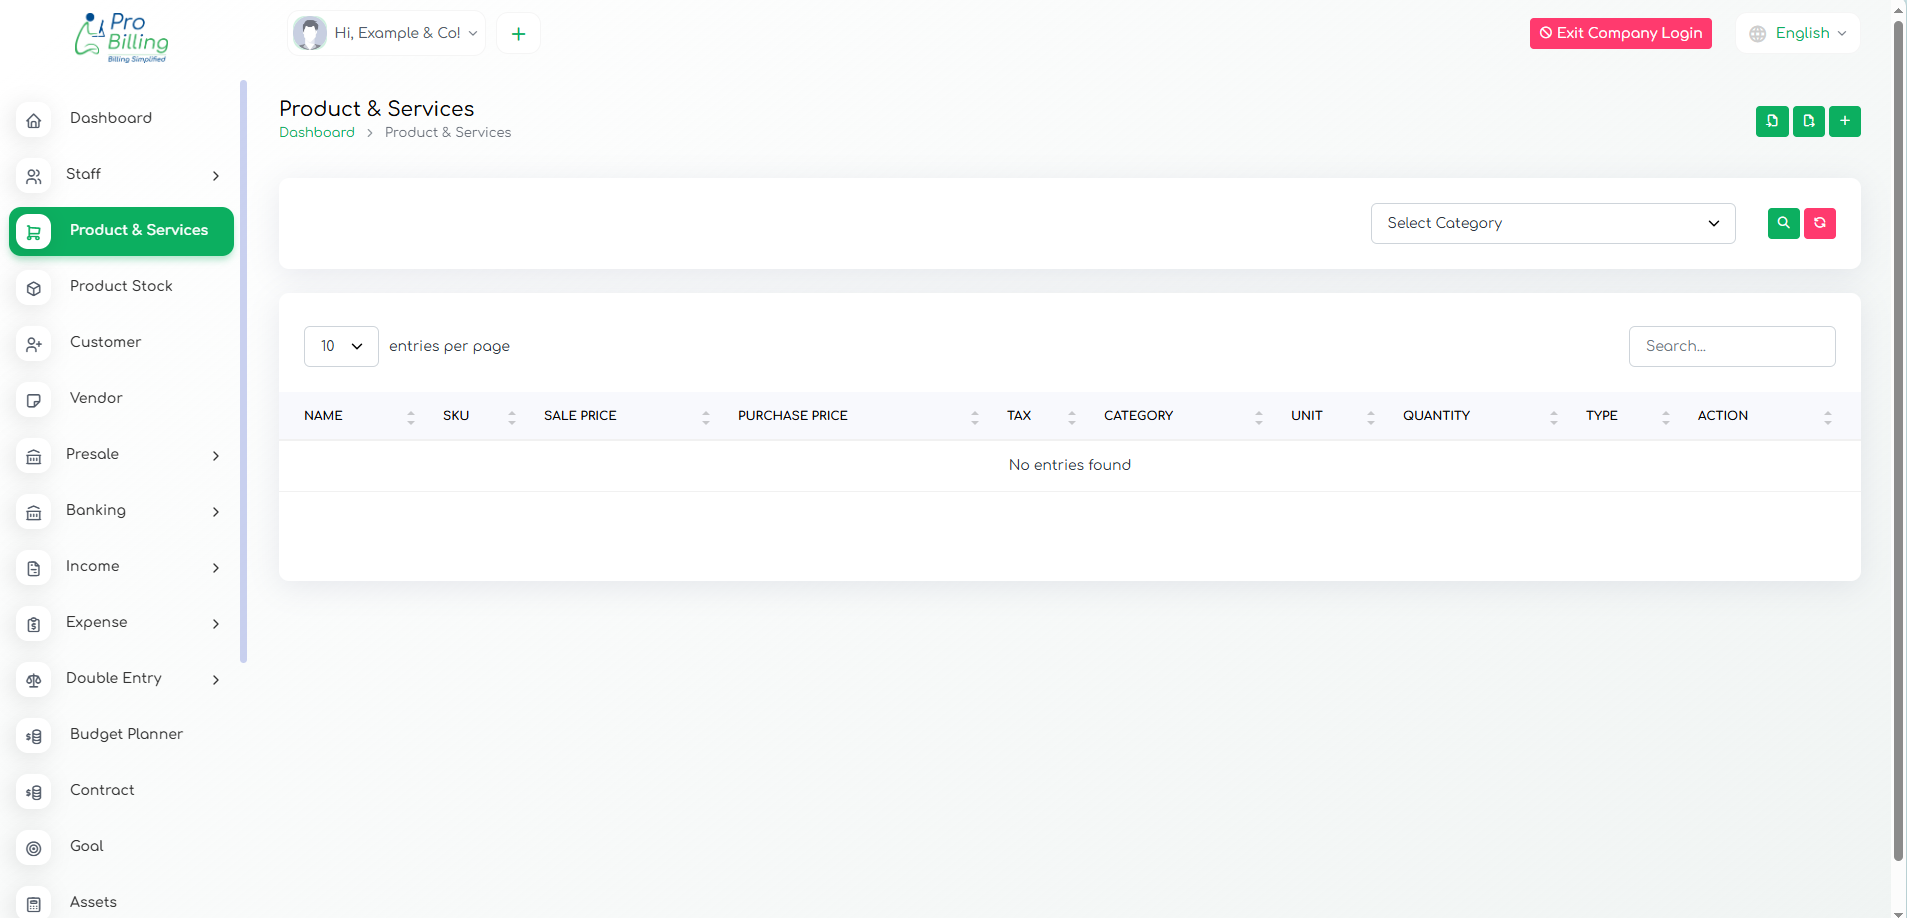 Pro
Billing
Billing Simplified
Hi, Example & Co!
Exit Company Login
English
Dashboard
Staff
Product & Services
Product Stock
Customer
Vendor
Presale
Banking
Income
Expense
Double Entry
Budget Planner
Contract
Goal
Assets
Product & Services
Dashboard > Product & Services
Select Category
10 entries per page
Search...
NAME SKU SALE PRICE PURCHASE PRICE TAX CATEGORY UNIT QUANTITY TYPE ACTION
No entries found